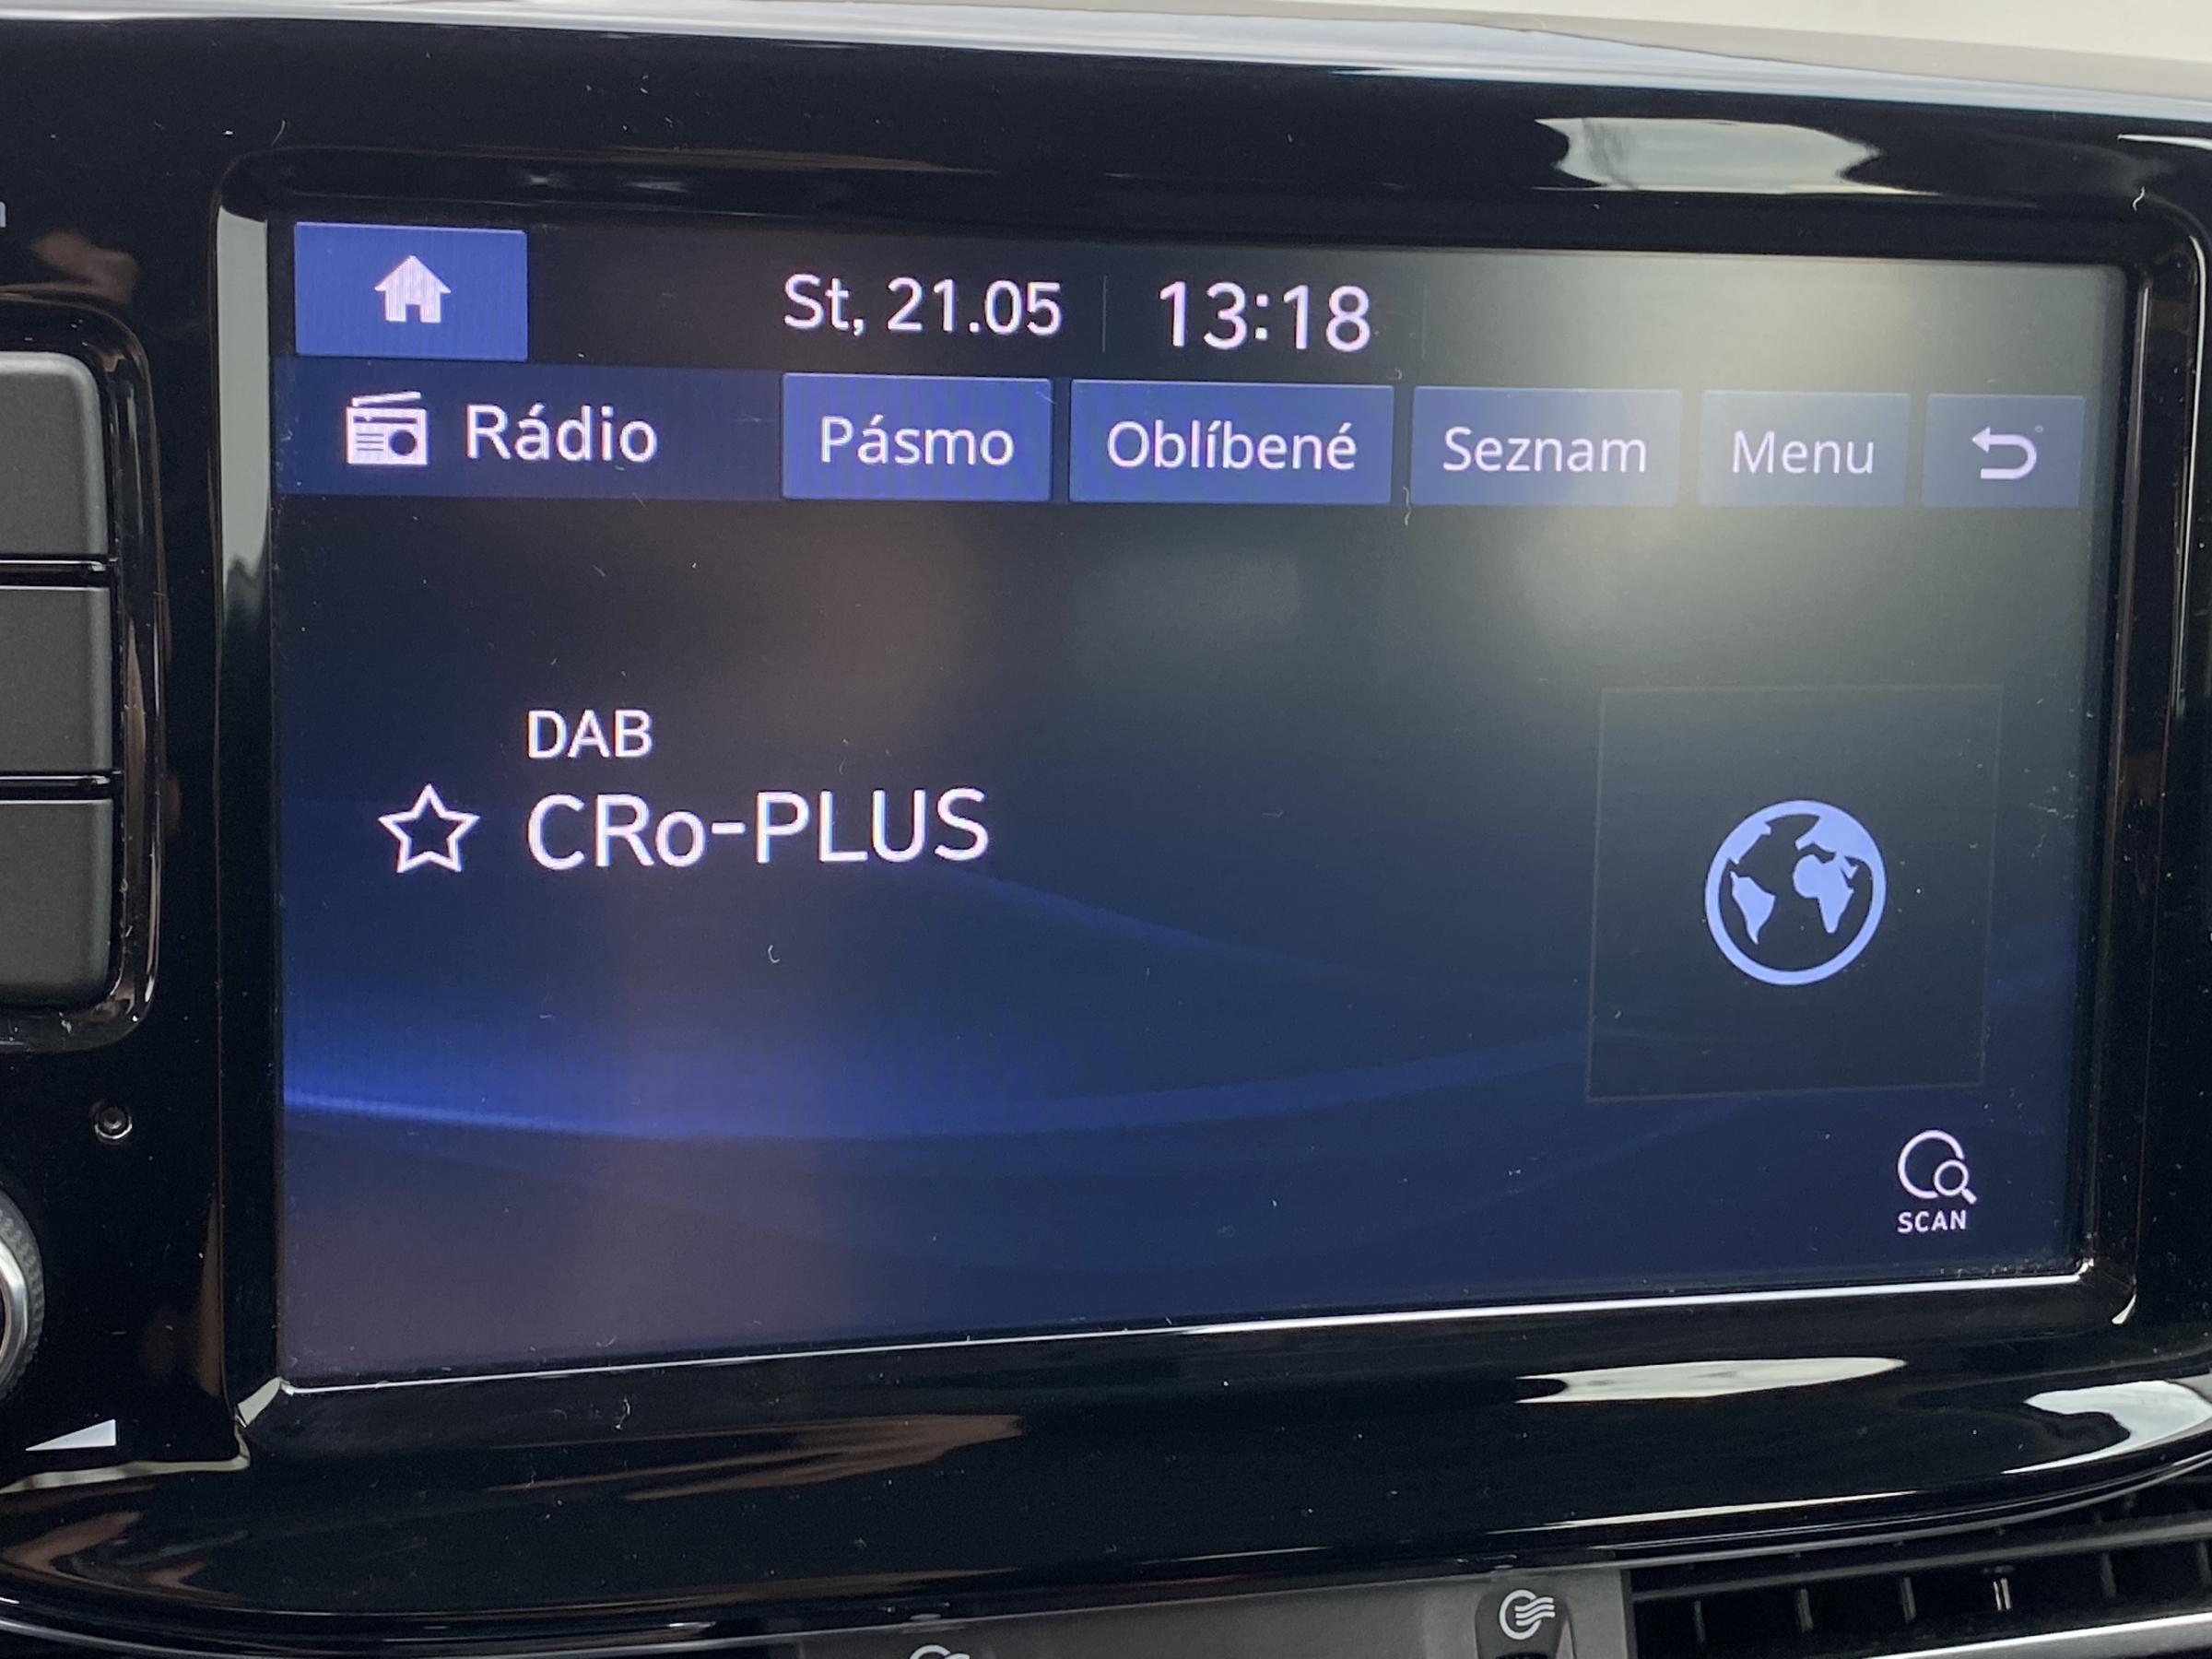 St, 21.05 13:18
Rádio Pásmo Oblíbené Seznam Menu
DAB
CRo-PLUS
SCAN